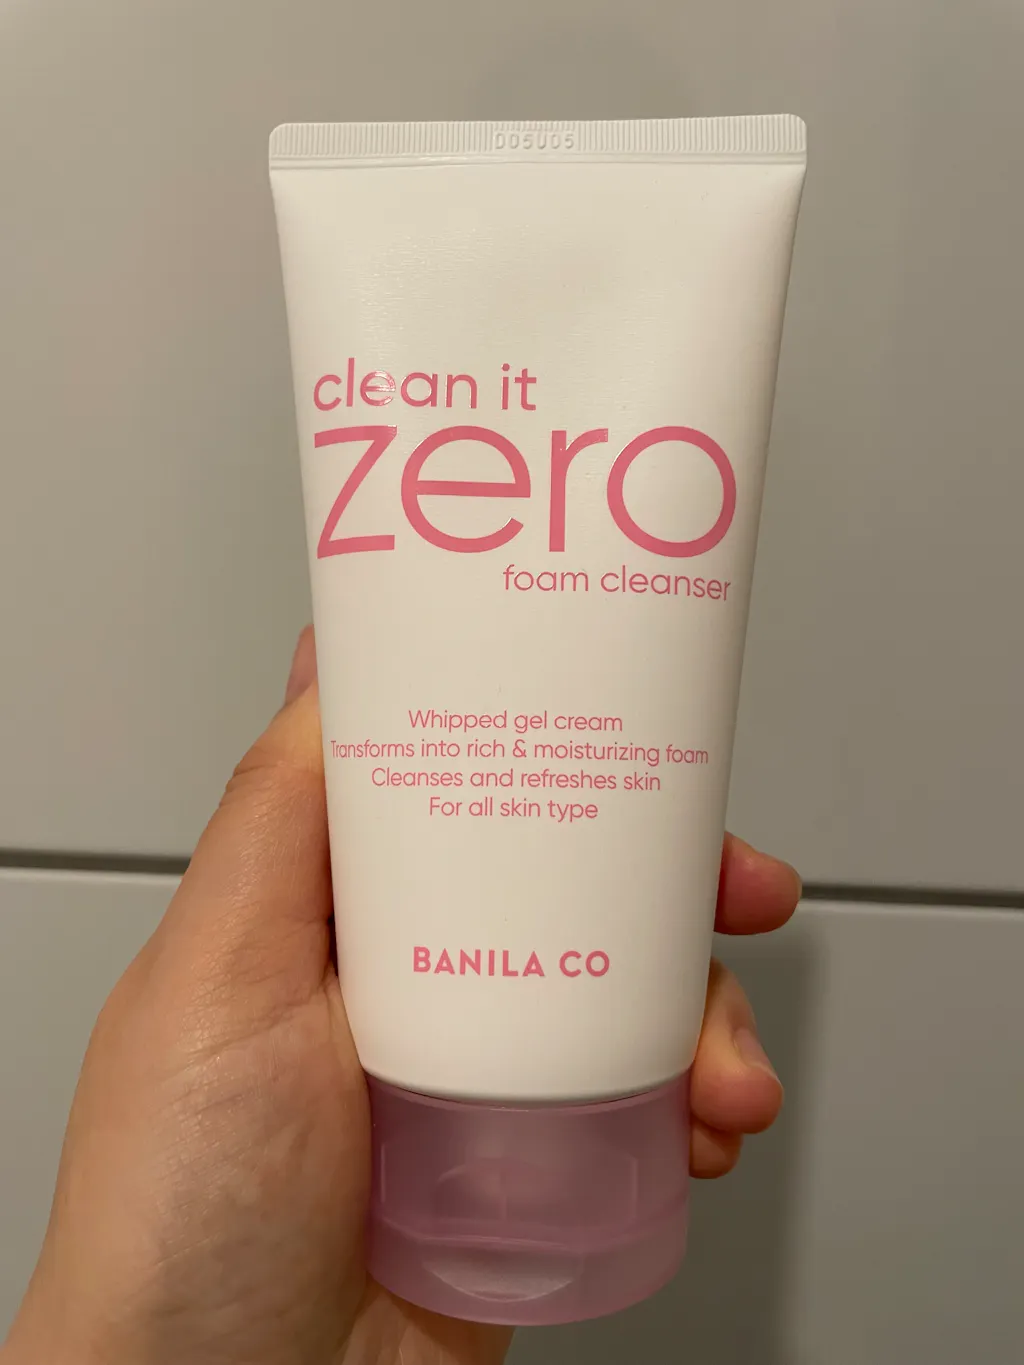 005U05
clean it
zero
foam cleanser
Whipped gel cream
Transforms into rich & moisturizing foam
Cleanses and refreshes skin
For all skin type
BANILA CO